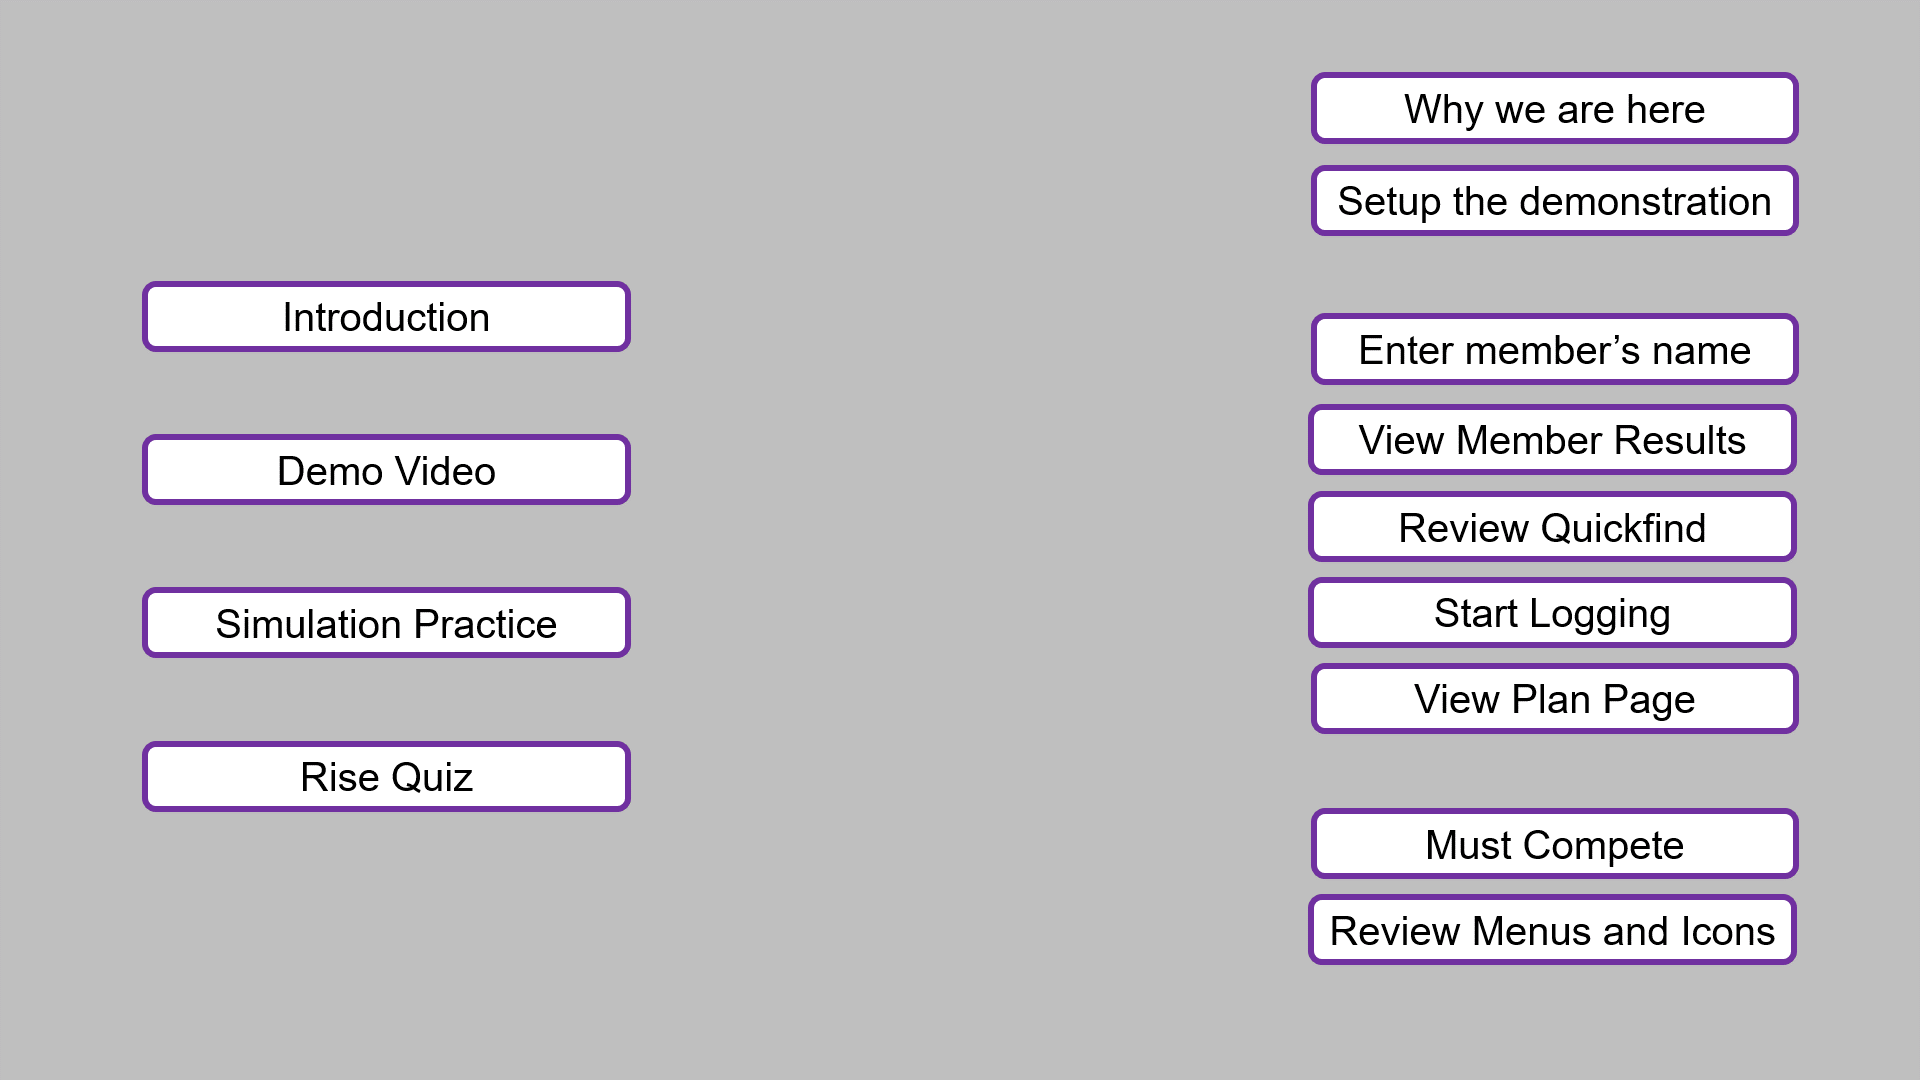 Introduction
Demo Video
Simulation Practice
Rise Quiz
Why we are here
Setup the demonstration
Enter member’s name
View Member Results
Review Quickfind
Start Logging
View Plan Page
Must Compete
Review Menus and Icons